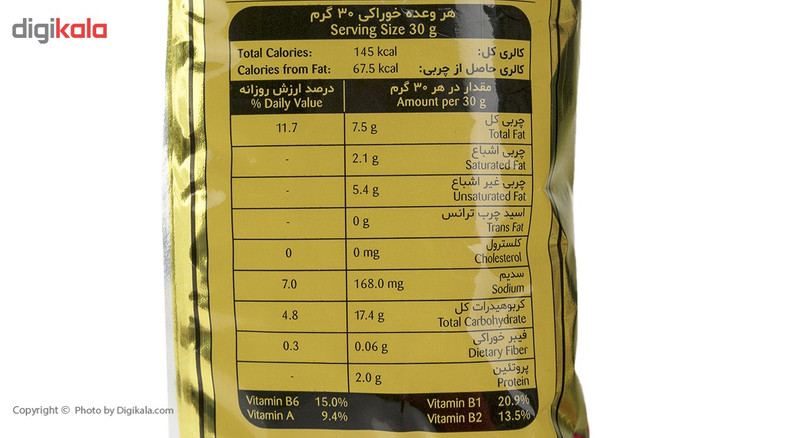 digikala
هر وعده خوراکی ۳۰ گرم
Serving Size 30 g
Total Calories: 145 kcal کالری کل:
Calories from Fat: 67.5 kcal کالری حاصل از چربی:
درصد ارزش روزانه مقدار در هر ۳۰ گرم
% Daily Value Amount per 30 g
چربی کل
11.7 7.5 g Total Fat
چربی اشباع
- 2.1 g Saturated Fat
چربی غیر اشباع
- 5.4 g Unsaturated Fat
اسید چرب ترانس
- 0 g Trans Fat
کلسترول
0 0 mg Cholesterol
سدیم
7.0 168.0 mg Sodium
کربوهیدرات کل
4.8 17.4 g Total Carbohydrate
فیبر خوراکی
0.3 0.06 g Dietary Fiber
پروتئین
- 2.0 g Protein
Vitamin B6 15.0% Vitamin B1 20.9%
Vitamin A 9.4% Vitamin B2 13.5%
Copyright © Photo by Digikala.com